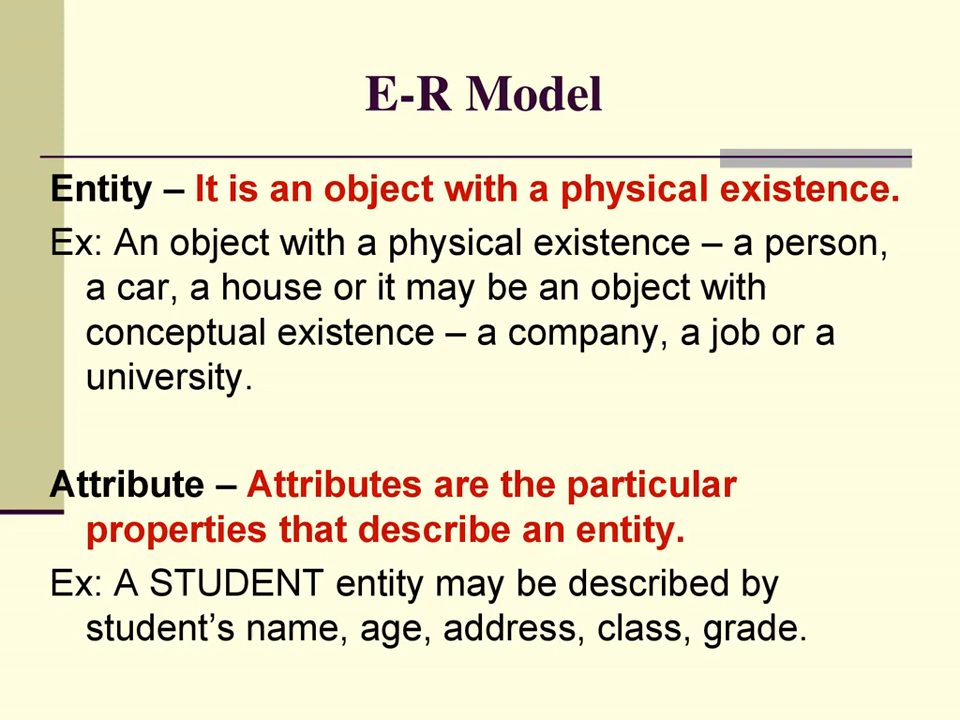 E-R Model
Entity – It is an object with a physical existence.
Ex: An object with a physical existence – a person,
a car, a house or it may be an object with
conceptual existence – a company, a job or a
university.
Attribute – Attributes are the particular
properties that describe an entity.
Ex: A STUDENT entity may be described by
student’s name, age, address, class, grade.